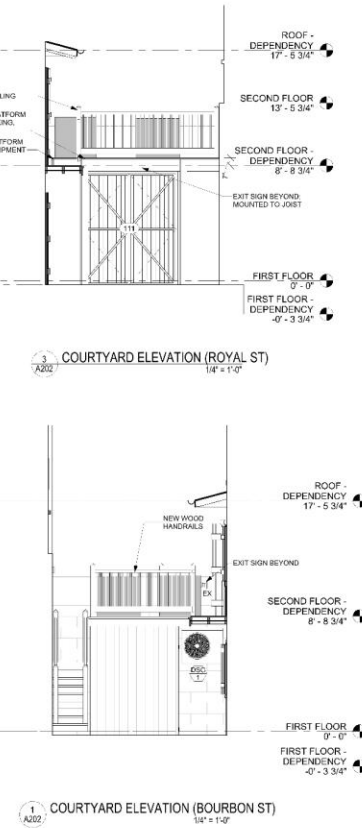 ROOF -
DEPENDENCY
17' - 5 3/4"
SECOND FLOOR
13' - 5 3/4"
SECOND FLOOR -
DEPENDENCY
8' - 8 3/4"
EXIT SIGN BEYOND;
MOUNTED TO JOIST
111
FIRST FLOOR
0' - 0"
FIRST FLOOR -
DEPENDENCY
-0' - 3 3/4"
3
A202
COURTYARD ELEVATION (ROYAL ST)
1/4" = 1'-0"
ROOF -
DEPENDENCY
17' - 5 3/4"
NEW WOOD
HANDRAILS
EXIT SIGN BEYOND
EX
SECOND FLOOR -
DEPENDENCY
8' - 8 3/4"
DSC
1
FIRST FLOOR
0' - 0"
FIRST FLOOR -
DEPENDENCY
-0' - 3 3/4"
1
A202
COURTYARD ELEVATION (BOURBON ST)
1/4" = 1'-0"